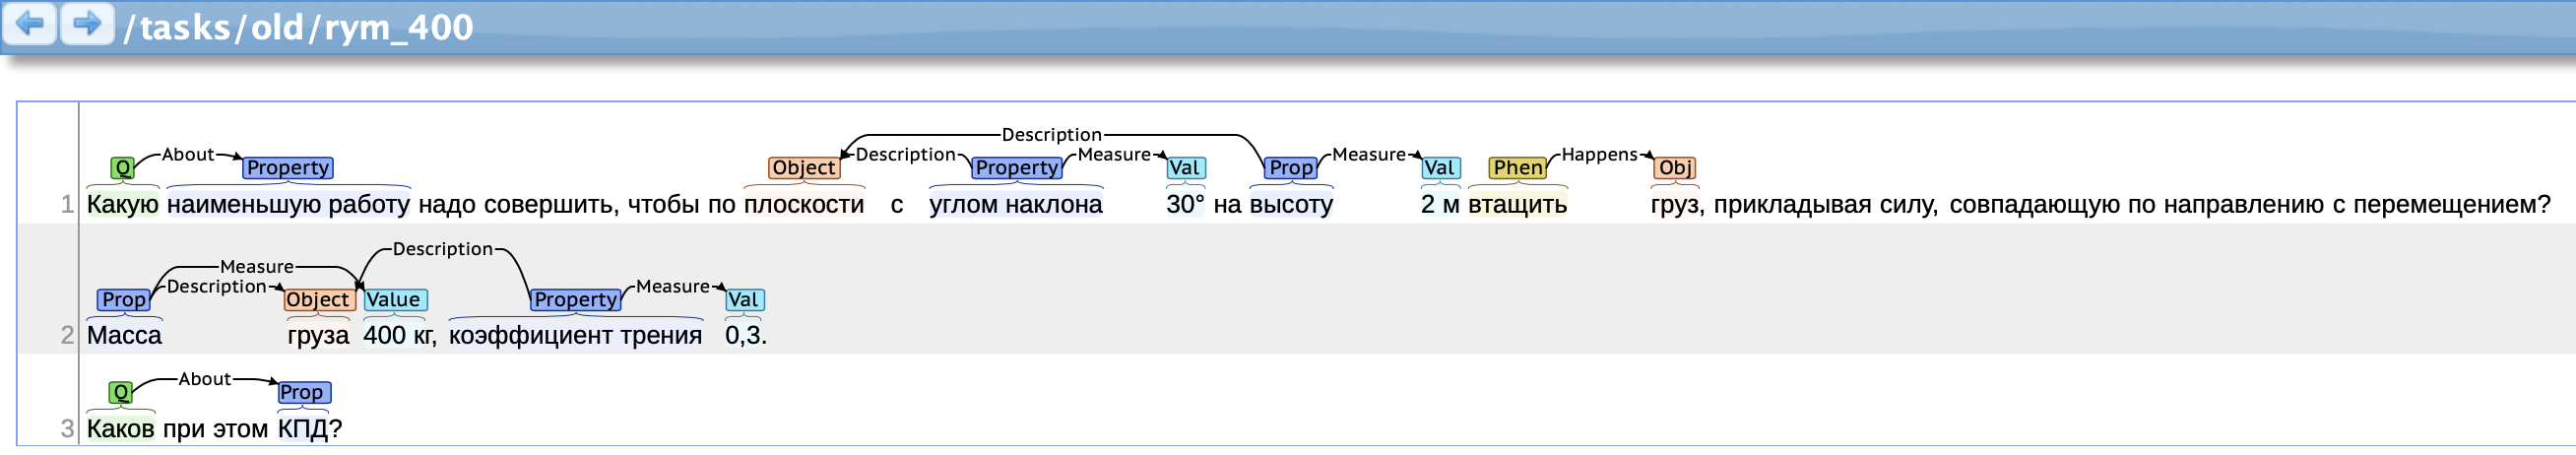 /tasks/old/rym_400
Description
About Description Measure Measure Happens
Q Property Object Property Val Prop Val Phen Obj
1 Какую наименьшую работу надо совершить, чтобы по плоскости с углом наклона 30° на высоту 2 м втащить груз, прикладывая силу, совпадающую по направлению с перемещением?
Description
Measure
Description Measure
Prop Object Value Property Val
2 Масса груза 400 кг, коэффициент трения 0,3.
About
Q Prop
3 Каков при этом КПД?